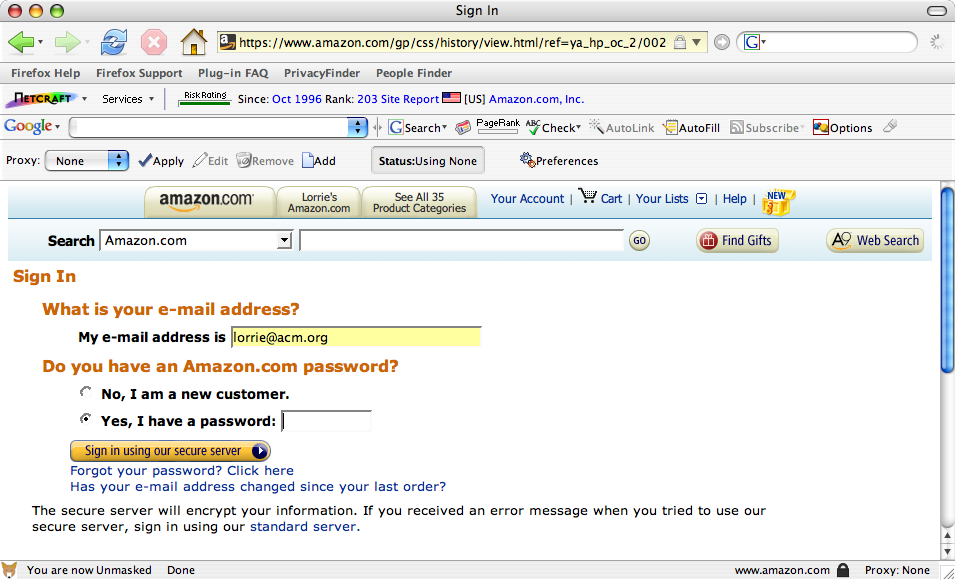 Sign In
https://www.amazon.com/gp/css/history/view.html/ref=ya_hp_oc_2/002
G
Firefox Help Firefox Support Plug-in FAQ PrivacyFinder People Finder
NETCRAFT Services Risk Rating Since: Oct 1996 Rank: 203 Site Report [US] Amazon.com, Inc.
Google G Search PageRank ABC Check AutoLink AutoFill Subscribe Options
Proxy: None Apply Edit Remove Add Status:Using None Preferences
amazon.com Lorrie's Amazon.com See All 35 Product Categories Your Account | Cart | Your Lists | Help | NEW
Search Amazon.com GO Find Gifts A9 Web Search
Sign In
What is your e-mail address?
My e-mail address is lorrie@acm.org
Do you have an Amazon.com password?
No, I am a new customer.
Yes, I have a password:
Sign in using our secure server
Forgot your password? Click here
Has your e-mail address changed since your last order?
The secure server will encrypt your information. If you received an error message when you tried to use our
secure server, sign in using our standard server.
You are now Unmasked Done www.amazon.com Proxy: None